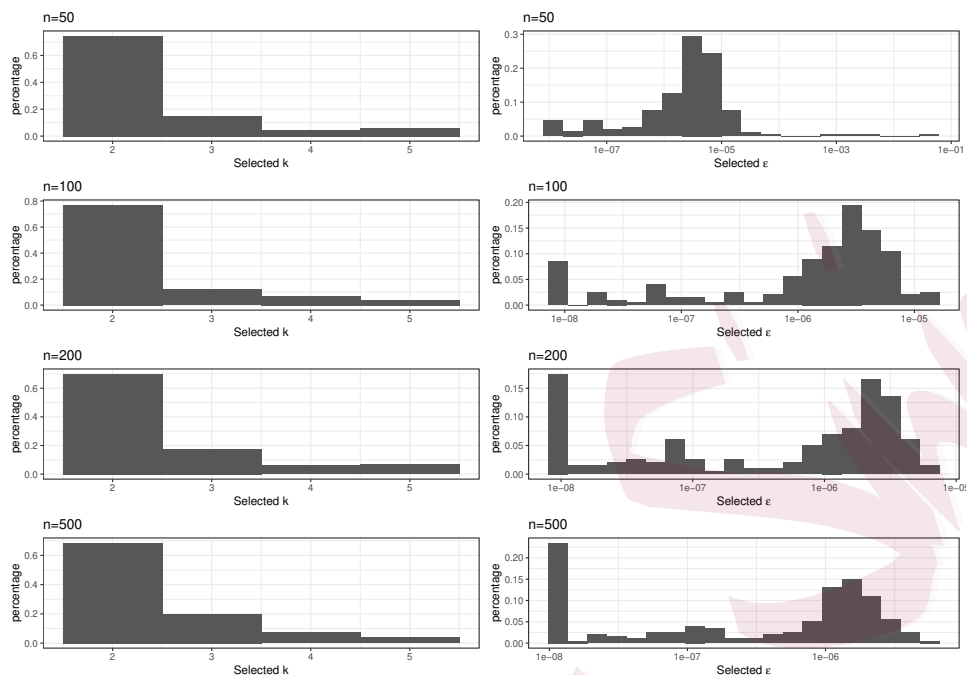 n=50
percentage
0.6
0.4
0.2
0.0
2 3 4 5
Selected k
n=50
percentage
0.3
0.2
0.1
0.0
1e−07 1e−05 1e−03 1e−01
Selected ε
n=100
percentage
0.8
0.6
0.4
0.2
0.0
2 3 4 5
Selected k
n=100
percentage
0.20
0.15
0.10
0.05
0.00
1e−08 1e−07 1e−06 1e−05
Selected ε
n=200
percentage
0.6
0.4
0.2
0.0
2 3 4 5
Selected k
n=200
percentage
0.15
0.10
0.05
0.00
1e−08 1e−07 1e−06 1e−05
Selected ε
n=500
percentage
0.6
0.4
0.2
0.0
2 3 4 5
Selected k
n=500
percentage
0.20
0.15
0.10
0.05
0.00
1e−08 1e−07 1e−06
Selected ε